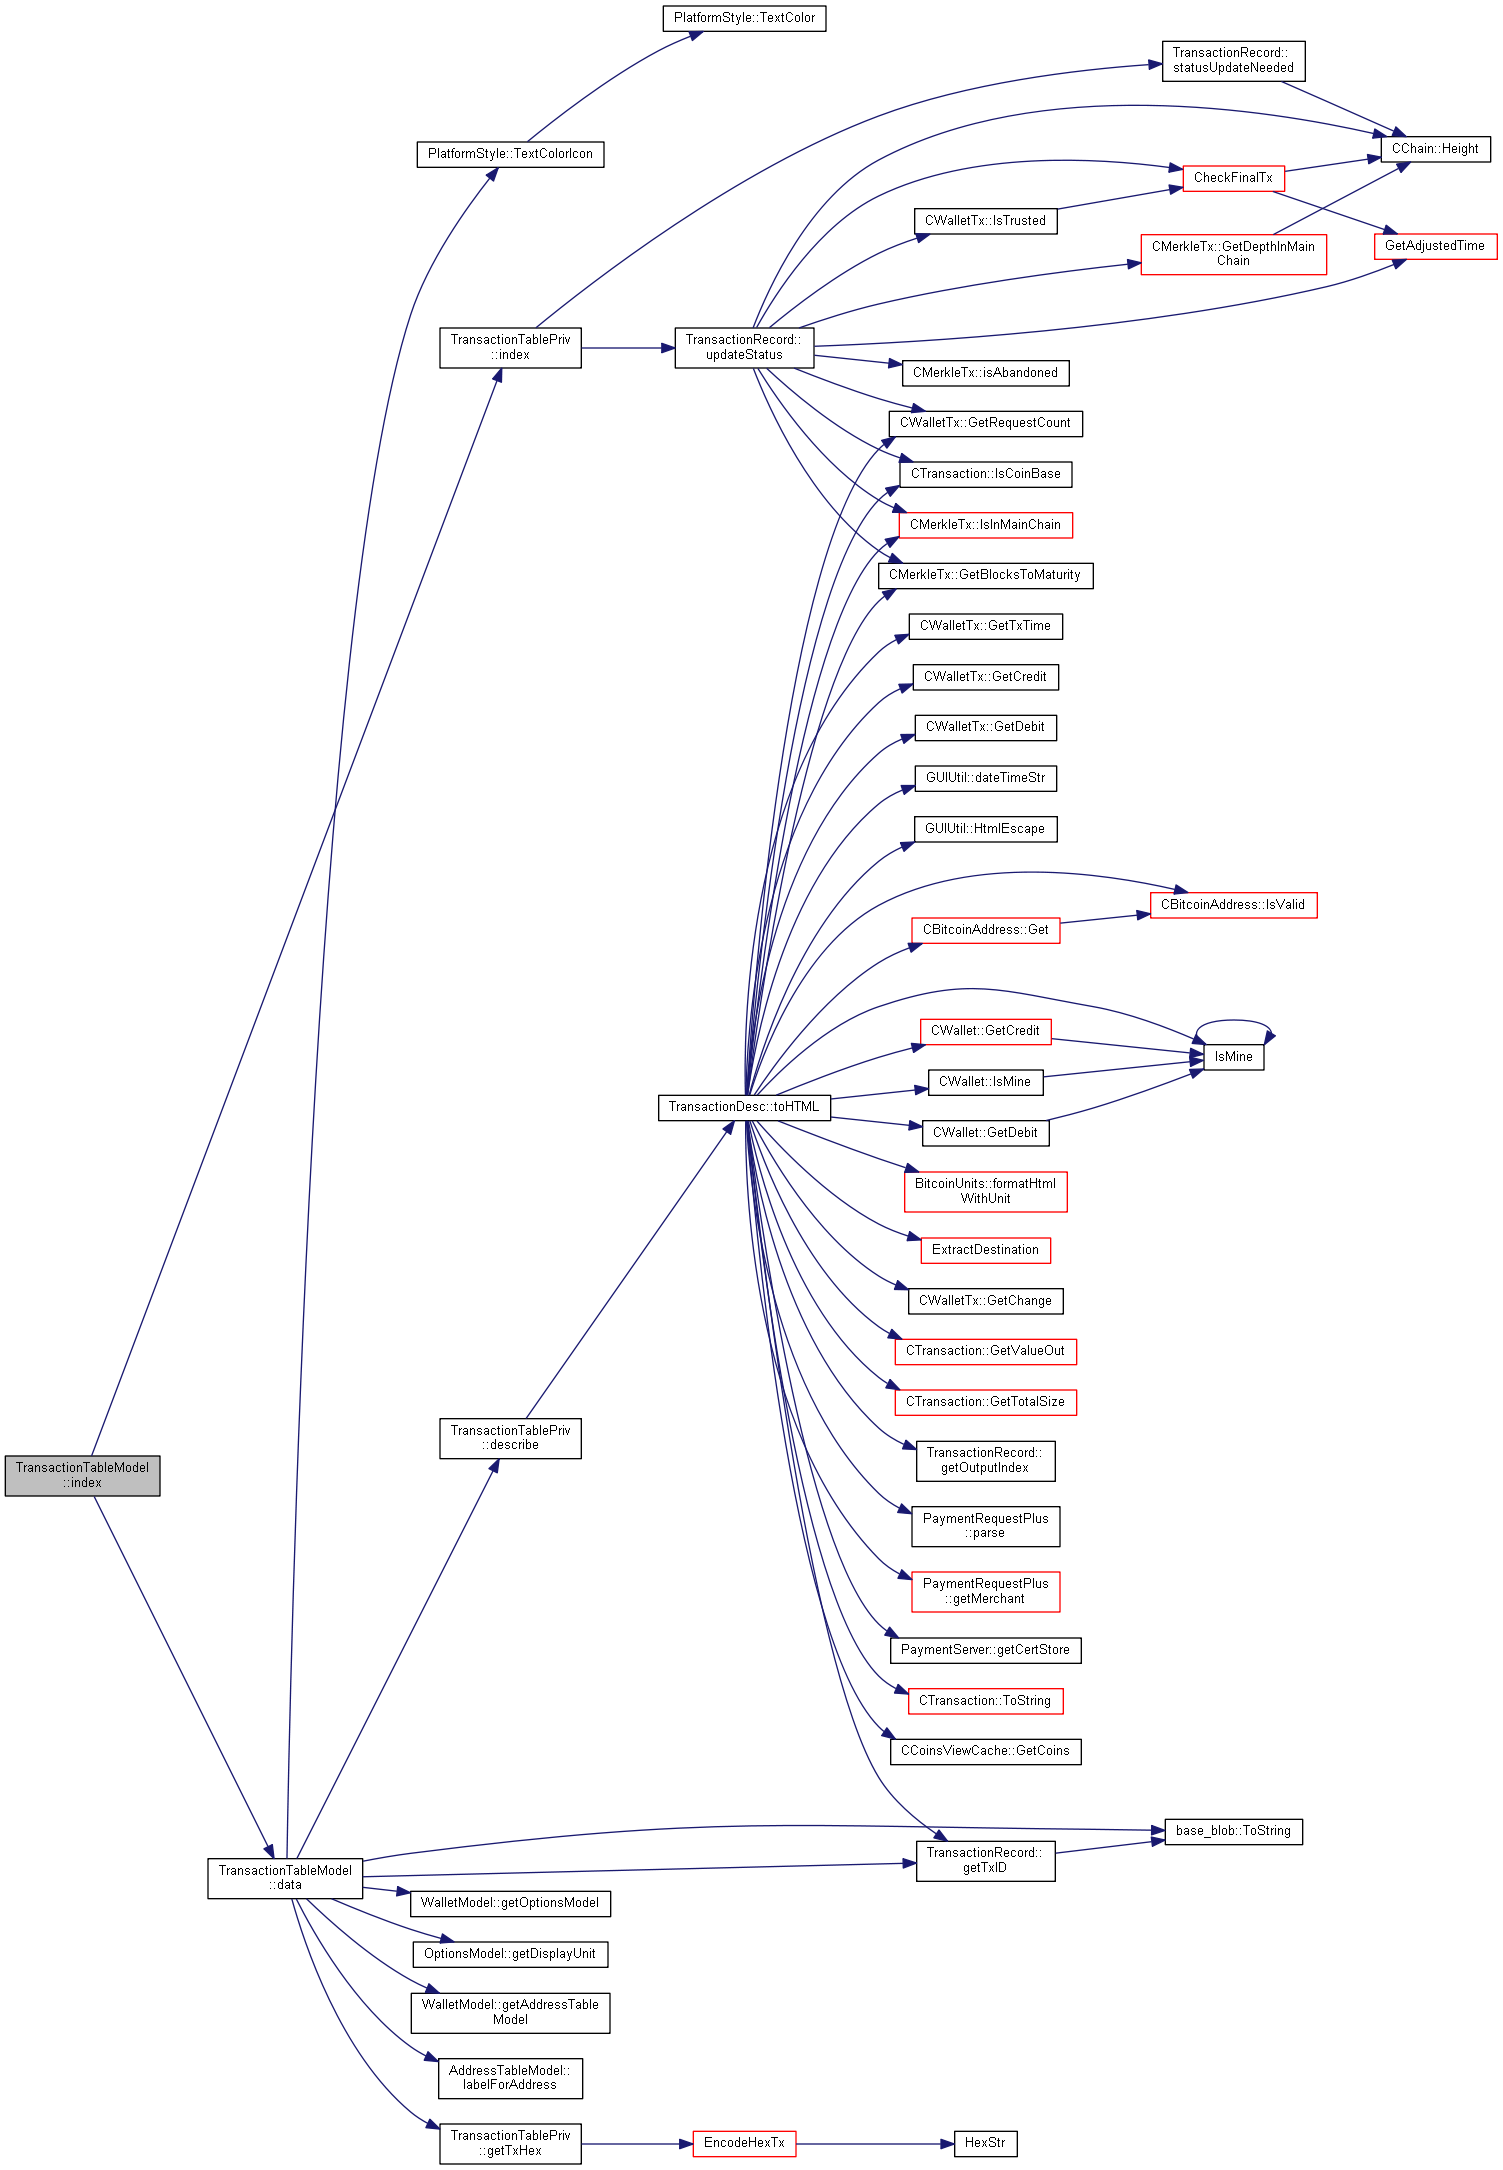 PlatformStyle::TextColor
TransactionRecord::
statusUpdateNeeded
PlatformStyle::TextColorIcon
CChain::Height
CheckFinalTx
CWalletTx::IsTrusted
CMerkleTx::GetDepthInMain
Chain
GetAdjustedTime
TransactionTablePriv
::index
TransactionRecord::
updateStatus
CMerkleTx::isAbandoned
CWalletTx::GetRequestCount
CTransaction::IsCoinBase
CMerkleTx::IsInMainChain
CMerkleTx::GetBlocksToMaturity
CWalletTx::GetTxTime
CWalletTx::GetCredit
CWalletTx::GetDebit
GUIUtil::dateTimeStr
GUIUtil::HtmlEscape
CBitcoinAddress::IsValid
CBitcoinAddress::Get
CWallet::GetCredit
IsMine
CWallet::IsMine
TransactionDesc::toHTML
CWallet::GetDebit
BitcoinUnits::formatHtml
WithUnit
ExtractDestination
CWalletTx::GetChange
CTransaction::GetValueOut
CTransaction::GetTotalSize
TransactionTablePriv
::describe
TransactionRecord::
getOutputIndex
TransactionTableModel
::index
PaymentRequestPlus
::parse
PaymentRequestPlus
::getMerchant
PaymentServer::getCertStore
CTransaction::ToString
CCoinsViewCache::GetCoins
base_blob::ToString
TransactionRecord::
getTxID
TransactionTableModel
::data
WalletModel::getOptionsModel
OptionsModel::getDisplayUnit
WalletModel::getAddressTable
Model
AddressTableModel::
labelForAddress
TransactionTablePriv
::getTxHex
EncodeHexTx
HexStr